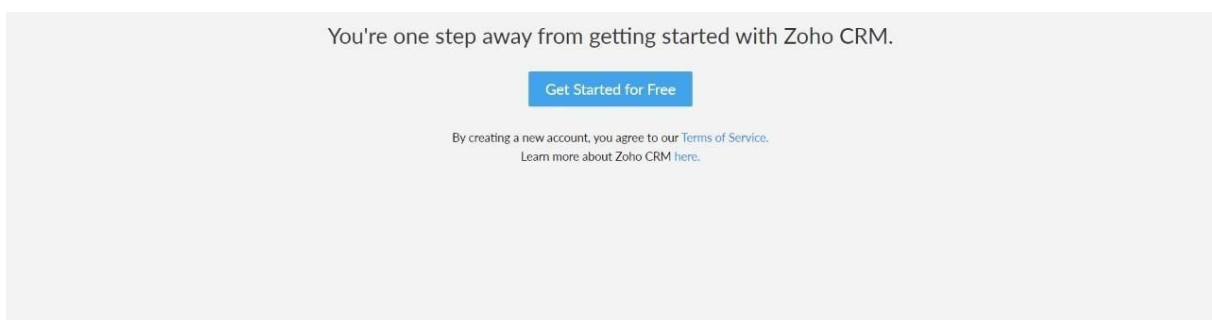 You're one step away from getting started with Zoho CRM.
Get Started for Free
By creating a new account, you agree to our Terms of Service.
Learn more about Zoho CRM here.